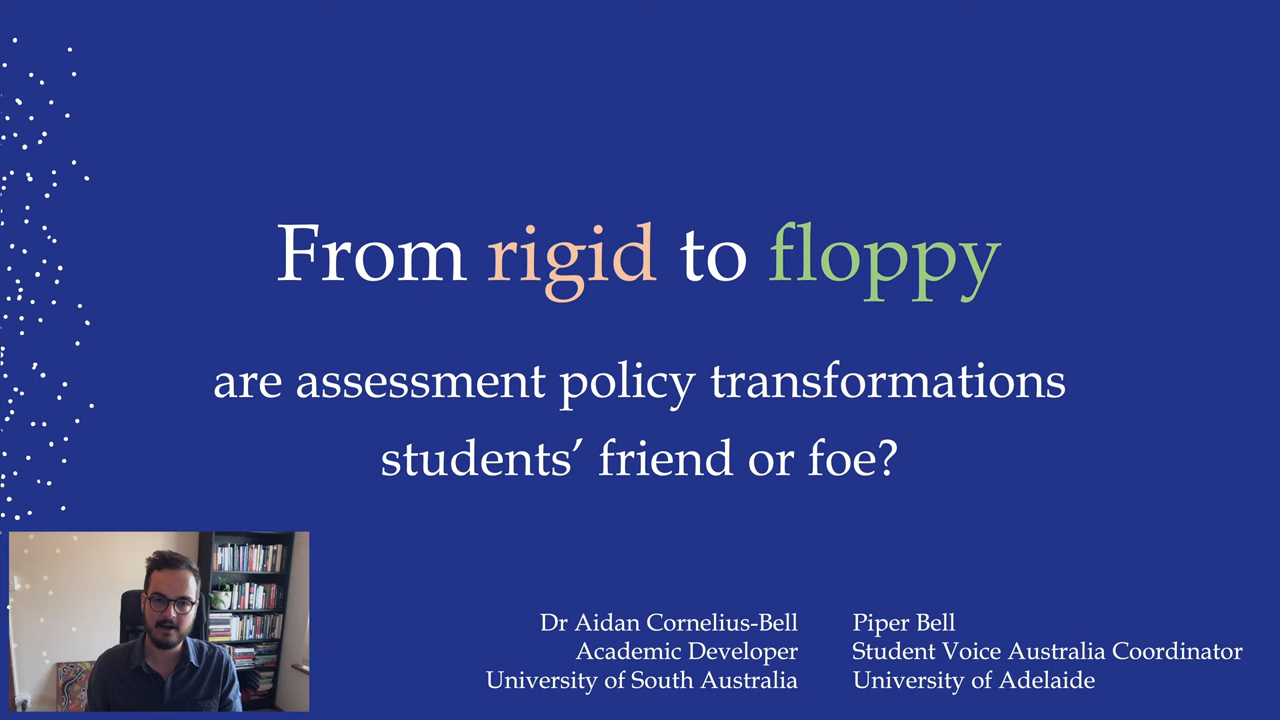 From rigid to floppy
are assessment policy transformations
students’ friend or foe?
Dr Aidan Cornelius-Bell
Academic Developer
University of South Australia
Piper Bell
Student Voice Australia Coordinator
University of Adelaide